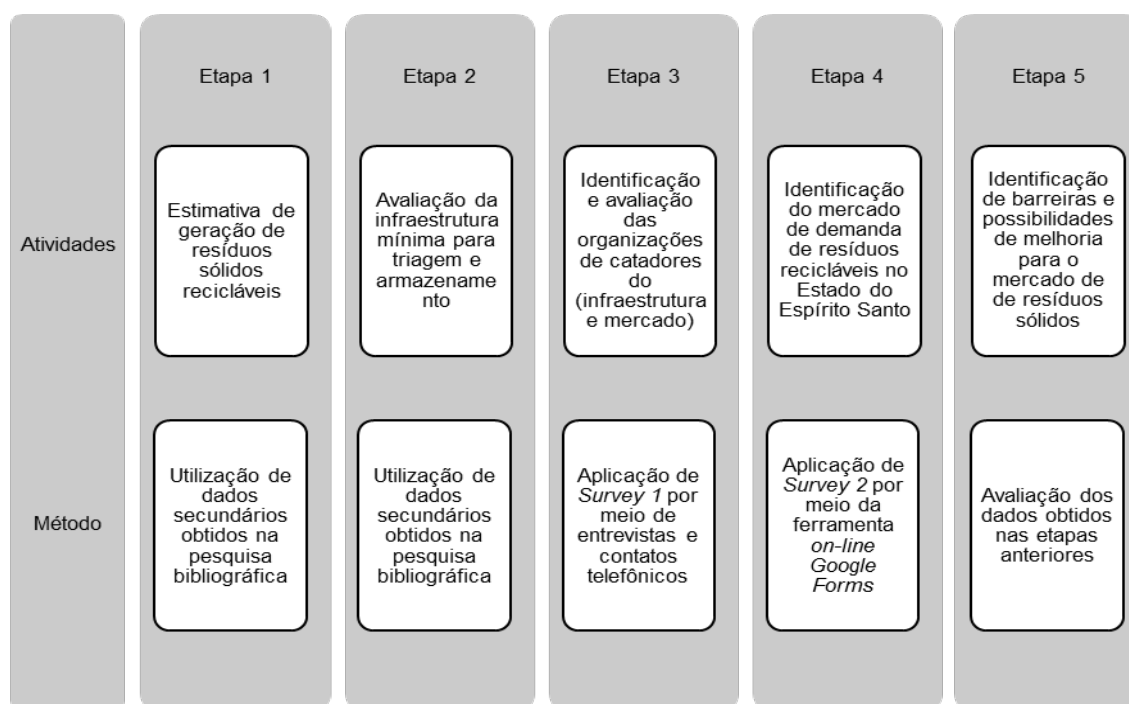 Etapa 1
Etapa 2
Etapa 3
Etapa 4
Etapa 5
Atividades
Estimativa de
geração de
resíduos
sólidos
recicláveis
Avaliação da
infraestrutura
mínima para
triagem e
armazename
nto
Identificação
e avaliação
das
organizações
de catadores
do
(infraestrutura
e mercado)
Identificação
do mercado
de demanda
de resíduos
recicláveis no
Estado do
Espírito Santo
Identificação
de barreiras e
possibilidades
de melhoria
para o
mercado de
de resíduos
sólidos
Método
Utilização de
dados
secundários
obtidos na
pesquisa
bibliográfica
Utilização de
dados
secundários
obtidos na
pesquisa
bibliográfica
Aplicação de
Survey 1 por
meio de
entrevistas e
contatos
telefônicos
Aplicação de
Survey 2 por
meio da
ferramenta
on-line
Google
Forms
Avaliação dos
dados obtidos
nas etapas
anteriores